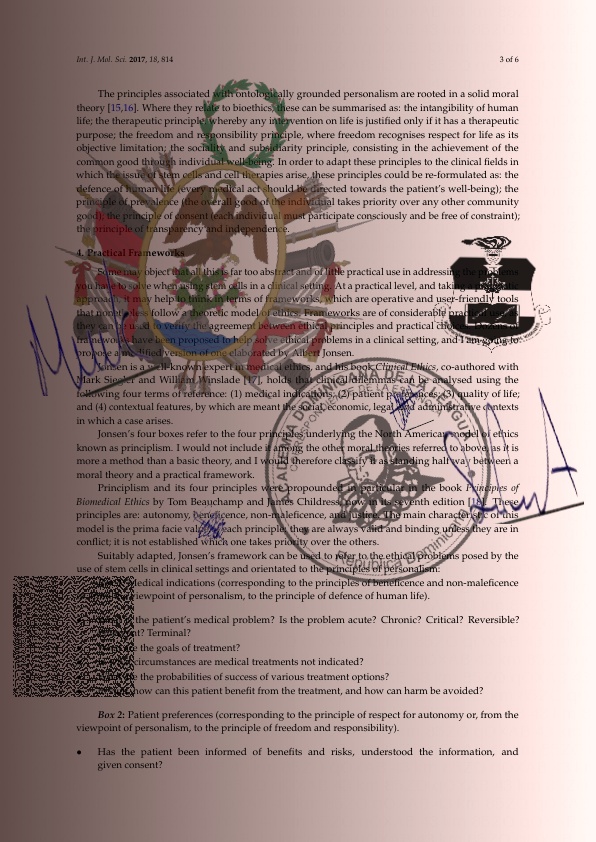 Int. J. Mol. Sci. 2017, 18, 814
3 of 6
The principles associated with ontologically grounded personalism are rooted in a solid moral
theory [15,16]. Where they relate to bioethics, these can be summarised as: the intangibility of human
life; the therapeutic principle, whereby any intervention on life is justified only if it has a therapeutic
purpose; the freedom and responsibility principle, where freedom recognises respect for life as its
objective limitation; the sociality and subsidiarity principle, consisting in the achievement of the
common good through individual well-being. In order to adapt these principles to the clinical fields in
which the issue of stem cells and cell therapies arise, these principles could be re-formulated as: the
defence of human life (every medical act should be directed towards the patient's well-being); the
principle of prevalence (the overall good of the individual takes priority over any other community
good); the principle of consent (each individual must participate consciously and be free of constraint);
the principle of transparency and independence.
4. Practical Frameworks
Some may object that all this is far too abstract and of little practical use in addressing the problems
you have when using stem cells in a clinical setting. At a practical level, and taking a
approach, it may help to think in terms of frameworks, which are operative and user-friendly tools
that follow a model of ethics. Frameworks are of considerable practical use, as
they can be used to verify the agreement between ethical principles and practical choices.
frameworks have been proposed to resolve ethical problems in a clinical setting, and I am going to
propose a modified version of one elaborated by Albert Jonsen.
Jonsen is a well-known expert in medical ethics, and his book Clinical Ethics, co-authored with
Mark Siegler and William Winslade [17], holds that clinical dilemmas can be analysed using the
following four terms of reference: (1) medical indications; (2) patient preferences; (3) quality of life;
and (4) contextual features, by which are meant the social, economic, legal and administrative contexts
in which a case arises.
Jonsen's four boxes refer to the four principles underlying the North American model of ethics
known as principlism. I would not include it among the other moral theories referred to above, as it is
more a method than a basic theory, and I would therefore classify it as standing half way between a
moral theory and a practical framework.
Principlism and its four principles were propounded in particular in the book Principles of
Biomedical Ethics by Tom Beauchamp and James Childress, now in its seventh edition [18]. These
principles are: autonomy, beneficence, non-maleficence, and justice. The main characteristic of this
model is the prima facie value of each principle; they are always valid and binding unless they are in
conflict; it is not established which one takes priority over the others.
Suitably adapted, Jonsen's framework can be used to refer to the ethical problems posed by the
use of stem cells in clinical settings and orientated to the principles of personalism:
Medical indications (corresponding to the principles of beneficence and non-maleficence
viewpoint of personalism, to the principle of defence of human life).
the patient's medical problem? Is the problem acute? Chronic? Critical? Reversible?
Terminal?
are the goals of treatment?
circumstances are medical treatments not indicated?
are the probabilities of success of various treatment options?
how can this patient benefit from the treatment, and how can harm be avoided?
Box 2: Patient preferences (corresponding to the principle of respect for autonomy or, from the
viewpoint of personalism, to the principle of freedom and responsibility).
● Has the patient been informed of benefits and risks, understood the information, and
given consent?
ACADEMIA DOMINICANA DE LA LENGUA
República Dominicana